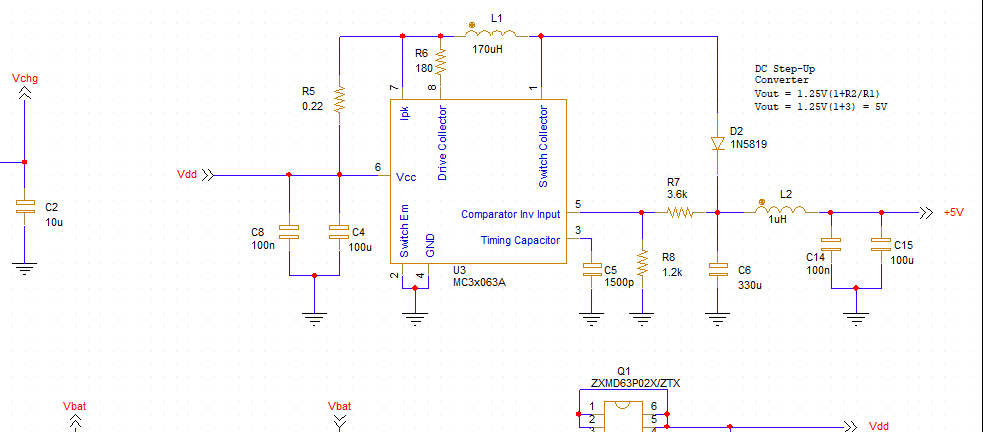 L1
170uH
R6
180
DC Step-Up
Converter
Vout = 1.25V(1+R2/R1)
Vout = 1.25V(1+3) = 5V
Vchg
R5
0.22
7
8
1
Ipk
Drive Collector
Switch Collector
D2
1N5819
Vdd
6
Vcc
R7
3.6k
L2
1uH
C2
10u
5
Comparator Inv Input
+5V
Switch Em
GND
3
Timing Capacitor
C8
100n
C4
100u
C14
100n
C15
100u
R8
1.2k
C5
1500p
C6
330u
2
4
U3
MC3x063A
Q1
ZXMD63P02X/ZTX
Vbat
Vbat
1
6
2
5
3
4
Vdd